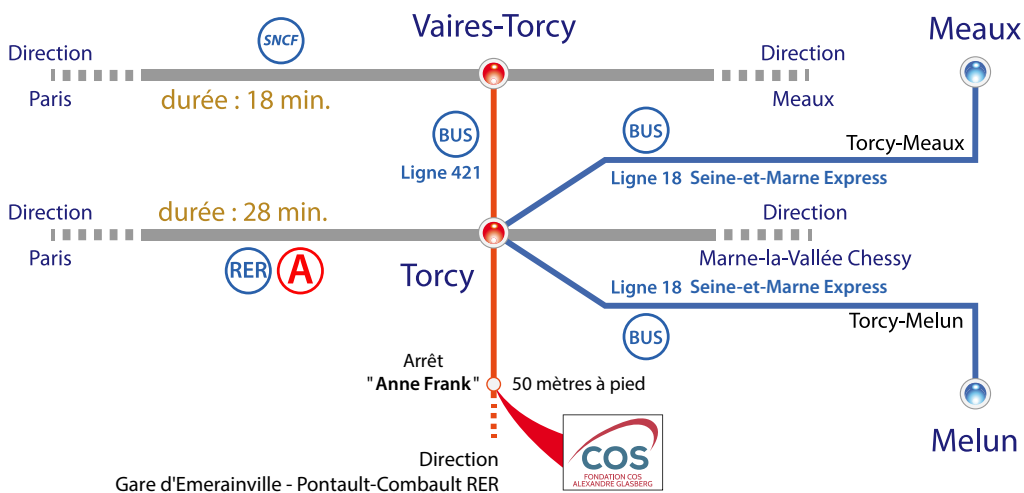 SNCF
Vaires-Torcy
Meaux
Direction
Paris
durée : 18 min.
Direction
Meaux
BUS
Ligne 421
BUS
Torcy-Meaux
Ligne 18 Seine-et-Marne Express
Direction
Paris
durée : 28 min.
RER A
Torcy
Direction
Marne-la-Vallée Chessy
Ligne 18 Seine-et-Marne Express
Torcy-Melun
BUS
Melun
Arrêt
"Anne Frank"
50 mètres à pied
COS
FONDATION COS
ALEXANDRE GLASBERG
Direction
Gare d'Emerainville - Pontault-Combault RER